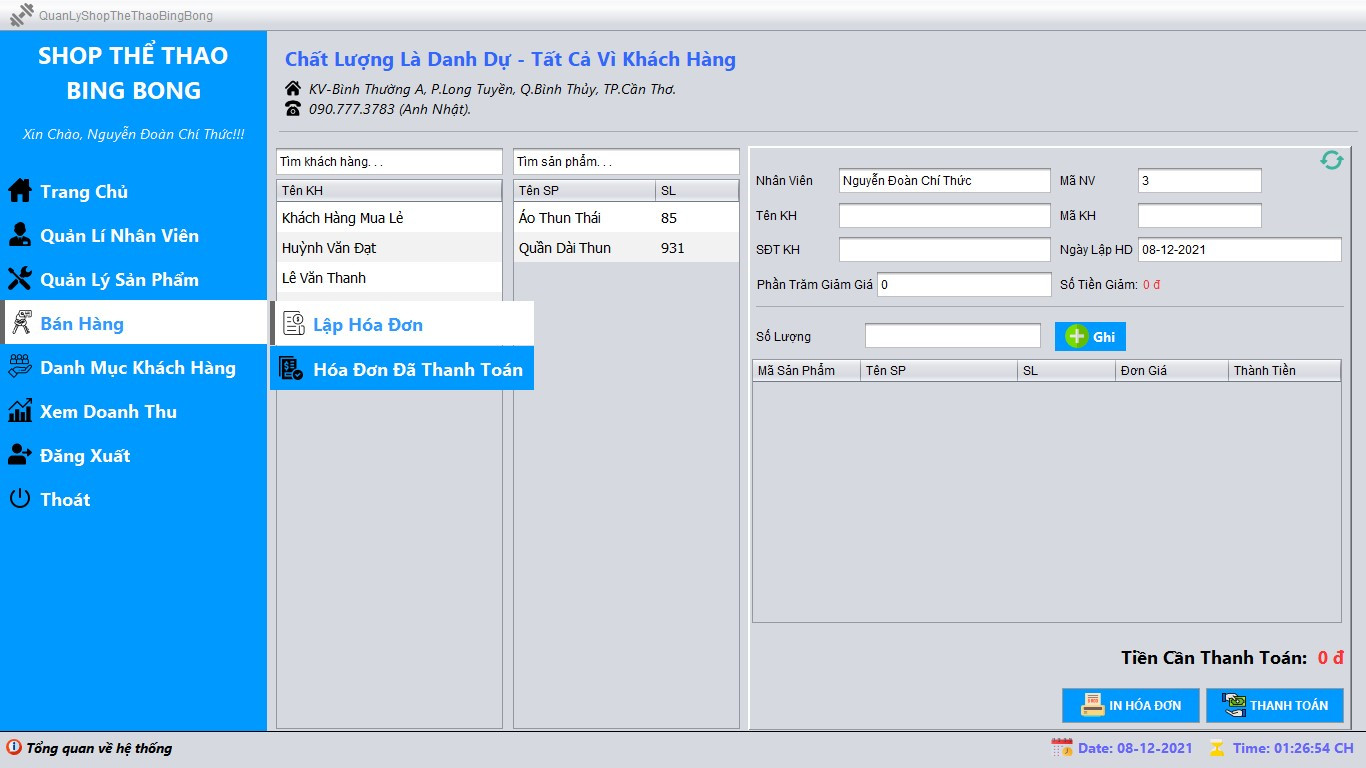 QuanLyShopTheThaoBingBong
SHOP THỂ THAO
BING BONG
Xin Chào, Nguyễn Đoàn Chí Thức!!!
Trang Chủ
Quản Lí Nhân Viên
Quản Lý Sản Phẩm
Bán Hàng
Danh Mục Khách Hàng
Xem Doanh Thu
Đăng Xuất
Thoát
Chất Lượng Là Danh Dự - Tất Cả Vì Khách Hàng
KV-Bình Thường A, P.Long Tuyền, Q.Bình Thủy, TP.Cần Thơ.
090.777.3783 (Anh Nhật).
Tìm khách hàng. . .
Tên KH
Khách Hàng Mua Lẻ
Huỳnh Văn Đạt
Lê Văn Thanh
Lập Hóa Đơn
Hóa Đơn Đã Thanh Toán
Tìm sản phẩm. . .
Tên SP SL
Áo Thun Thái 85
Quần Dài Thun 931
Nhân Viên Nguyễn Đoàn Chí Thức Mã NV 3
Tên KH Mã KH
SĐT KH Ngày Lập HD 08-12-2021
Phần Trăm Giảm Giá 0 Số Tiền Giảm: 0 đ
Số Lượng Ghi
Mã Sản Phẩm Tên SP SL Đơn Giá Thành Tiền
Tiền Cần Thanh Toán: 0 đ
IN HÓA ĐƠN THANH TOÁN
Tổng quan về hệ thống
Date: 08-12-2021 Time: 01:26:54 CH